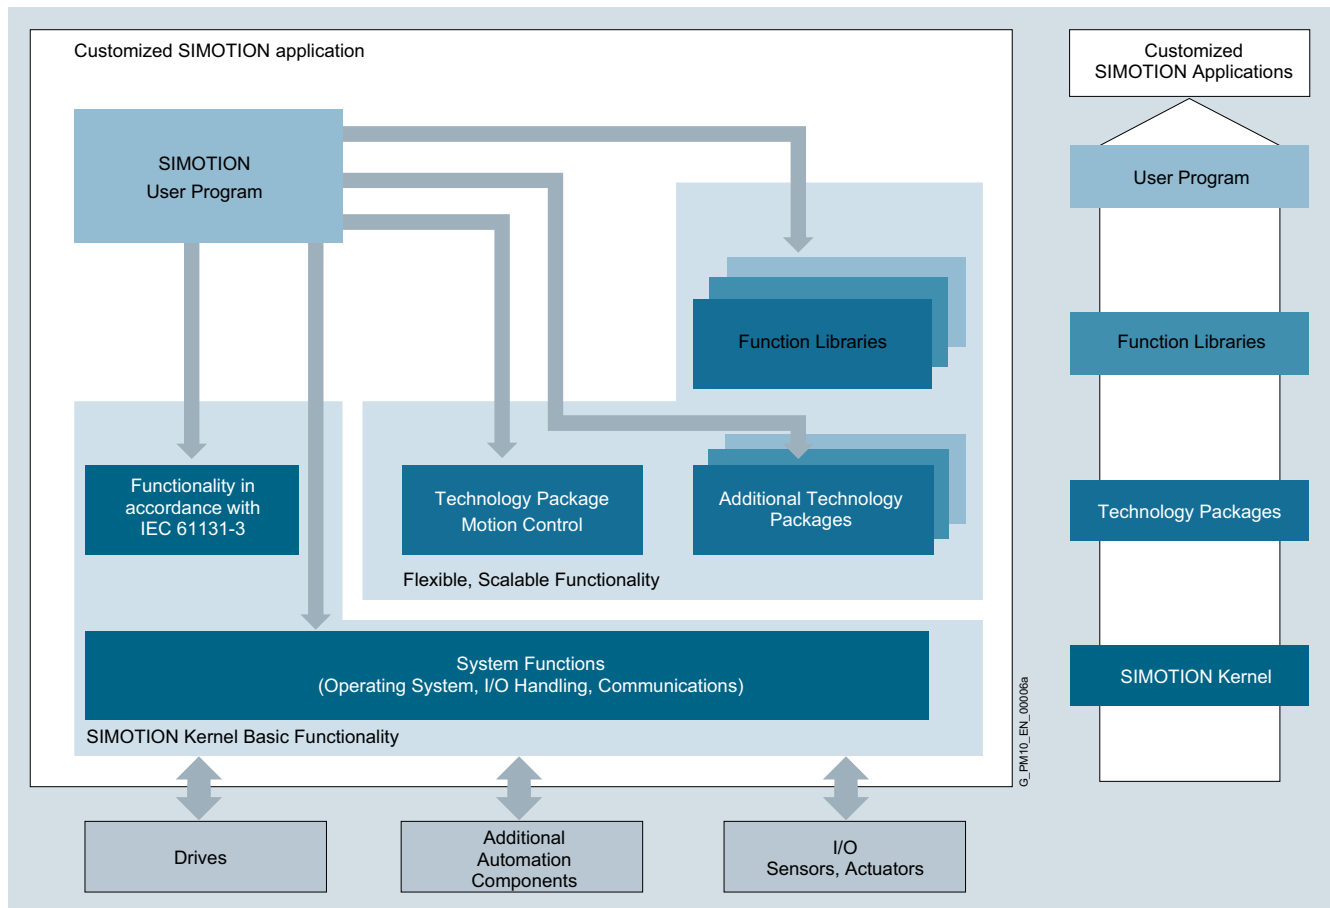 Customized SIMOTION application
SIMOTION
User Program
Function Libraries
Functionality in
accordance with
IEC 61131-3
Technology Package
Motion Control
Additional Technology
Packages
Flexible, Scalable Functionality
System Functions
(Operating System, I/O Handling, Communications)
SIMOTION Kernel Basic Functionality
G_PM10_EN_00006a
Drives
Additional
Automation
Components
I/O
Sensors, Actuators
Customized
SIMOTION Applications
User Program
Function Libraries
Technology Packages
SIMOTION Kernel